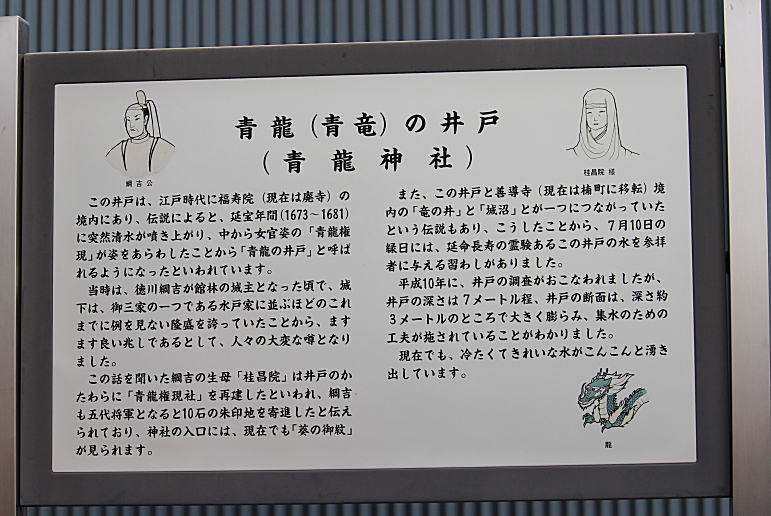 青龍（青竜）の井戸
（青龍神社）
綱吉公
桂昌院様
この井戸は、江戸時代に福寿院（現在は廃寺）の
境内にあり、伝説によると、延宝年間(1673～1681)
に突然清水が噴き上がり、中から女官姿の「青龍権
現」が姿をあらわしたことから「青龍の井戸」と呼ば
れるようになったといわれています。
当時は、徳川綱吉が館林の城主となった頃で、城
下は、御三家の一つである水戸家に並ぶほどのこれ
までに例を見ない隆盛を誇っていたことから、ます
ます良い兆しであるとして、人々の大変な噂となり
ました。
この話を聞いた綱吉の生母「桂昌院」は井戸のか
たわらに「青龍権現社」を再建したといわれ、綱吉
も五代将軍となると10石の朱印地を寄進したと伝え
られており、神社の入口には、現在でも「葵の御紋」
が見られます。
また、この井戸と善導寺（現在は楠町に移転）境
内の「竜の井」と「城沼」とが一つにつながっていた
という伝説もあり、こうしたことから、７月10日の
縁日には、延命長寿の霊験あるこの井戸の水を参拝
者に与える習わしがありました。
平成10年に、井戸の調査がおこなわれましたが、
井戸の深さは７メートル程、井戸の断面は、深さ約
３メートルのところで大きく膨らみ、集水のための
工夫が施されていることがわかりました。
現在でも、冷たくてきれいな水がこんこんと湧き
出しています。
龍